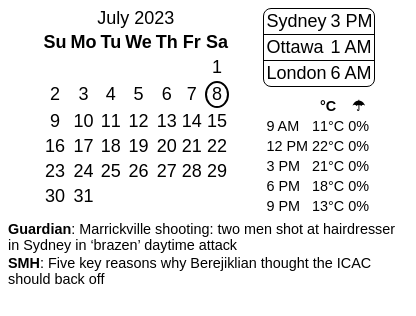 July 2023
Su Mo Tu We Th Fr Sa
1
2 3 4 5 6 7 8
9 10 11 12 13 14 15
16 17 18 19 20 21 22
23 24 25 26 27 28 29
30 31
Sydney 3 PM
Ottawa 1 AM
London 6 AM
°C ☂
9 AM 11°C 0%
12 PM 22°C 0%
3 PM 21°C 0%
6 PM 18°C 0%
9 PM 13°C 0%
Guardian: Marrickville shooting: two men shot at hairdresser
in Sydney in ‘brazen’ daytime attack
SMH: Five key reasons why Berejiklian thought the ICAC
should back off